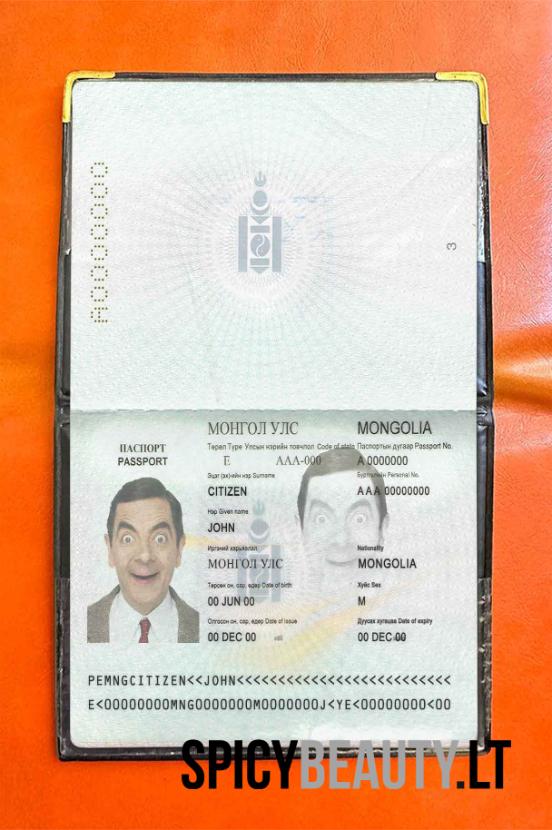 A0000000
3
МОНГОЛ УЛС MONGOLIA
ПАСПОРТ
PASSPORT
Төрөл Type Улсын нэрийн товчлол Code of state Паспортын дугаар Passport No.
E AAA-000 A 0000000
Эцэг (эх)-ийн нэр Surname Бүртгэлийн Personal No.
CITIZEN AAA 00000000
Нэр Given name
JOHN
Иргэний харьяалал Nationality
МОНГОЛ УЛС MONGOLIA
Төрсөн он, сар, өдөр Date of birth Хүйс Sex
00 JUN 00 M
Олгосон он, сар, өдөр Date of issue Дуусах хугацаа Date of expiry
00 DEC 00 00 DEC 00
PEMNGCITIZEN<<JOHN<<<<<<<<<<<<<<<<<<<<<<<<<<
E<00000000MNG0000000M0000000J<YE<0000000<00
SPICYBEAUTY.LT